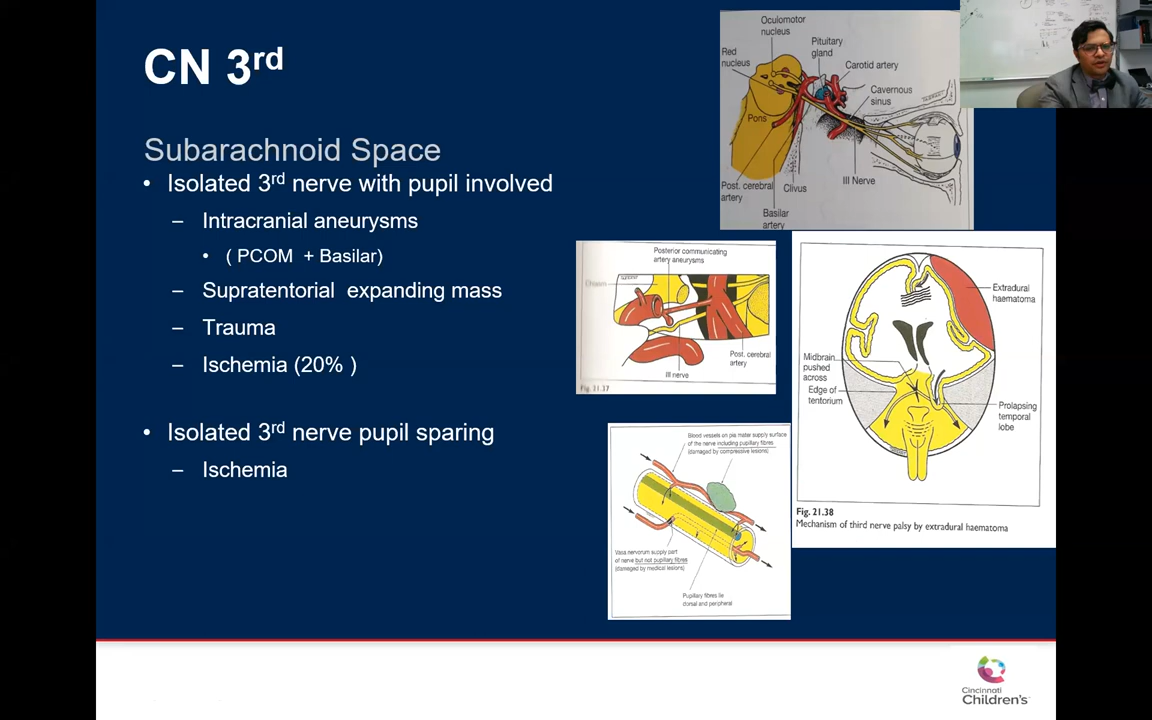 CN 3rd
Subarachnoid Space
• Isolated 3rd nerve with pupil involved
– Intracranial aneurysms
• ( PCOM + Basilar)
– Supratentorial expanding mass
– Trauma
– Ischemia (20% )
• Isolated 3rd nerve pupil sparing
– Ischemia
Oculomotor
nucleus
Red
nucleus
Pituitary
gland
Carotid artery
Cavernous
sinus
Pons
III Nerve
Post. cerebral
artery
Clivus
Basilar
artery
Posterior communicating
artery aneurysms
Post. cerebral
artery
III nerve
Fig. 21.37
Extradural
haematoma
Midbrain
pushed
across
Edge of
tentorium
Prolapsing
temporal
lobe
Fig. 21.38
Mechanism of third nerve palsy by extradural haematoma
Blood vessels on pia mater supply surface
of the nerve including pupillary fibres
(damaged by compressive lesions)
Vasa nervorum supply part
of nerve but not pupillary fibres
(damaged by medical lesions)
Pupillary fibres lie
dorsal and peripheral
Cincinnati
Children's